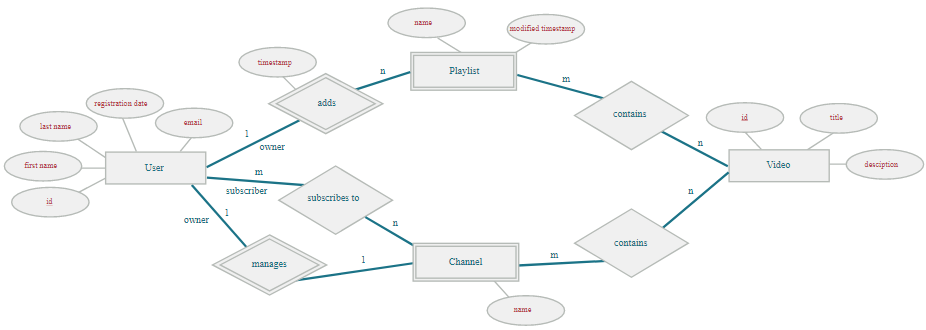 name
modified timestamp
timestamp
n
Playlist
m
registration date
adds
contains
last name
email
1
id
title
owner
n
first name
User
m
Video
desciption
subscriber
subscribes to
n
id
1
owner
n
contains
manages
1
Channel
m
name